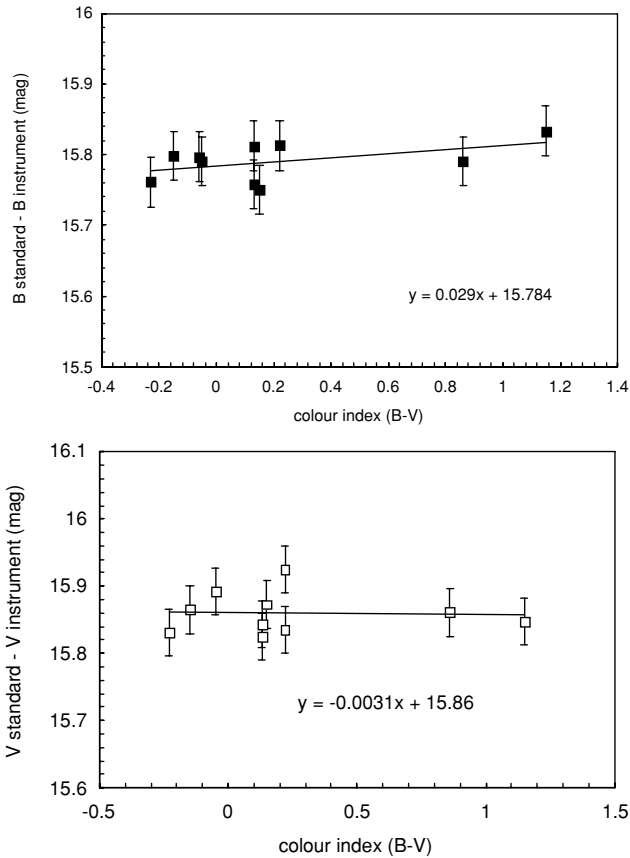 16
15.9
15.8
15.7
15.6
15.5
B standard - B instrument (mag)
y = 0.029x + 15.784
-0.4 -0.2 0 0.2 0.4 0.6 0.8 1 1.2 1.4
colour index (B-V)
16.1
16
15.9
15.8
15.7
15.6
V standard - V instrument (mag)
y = -0.0031x + 15.86
-0.5 0 0.5 1 1.5
colour index (B-V)